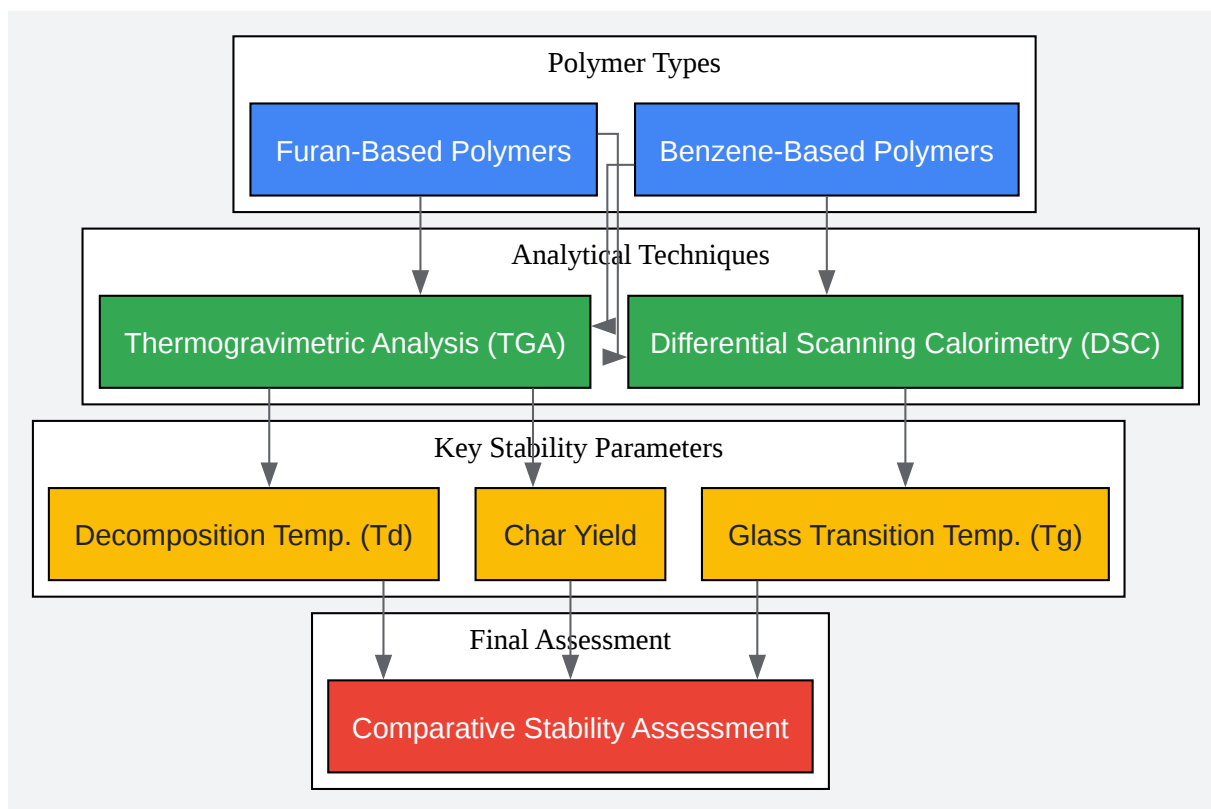 Polymer Types
Furan-Based Polymers
Benzene-Based Polymers
Analytical Techniques
Thermogravimetric Analysis (TGA)
Differential Scanning Calorimetry (DSC)
Key Stability Parameters
Decomposition Temp. (Td)
Char Yield
Glass Transition Temp. (Tg)
Final Assessment
Comparative Stability Assessment